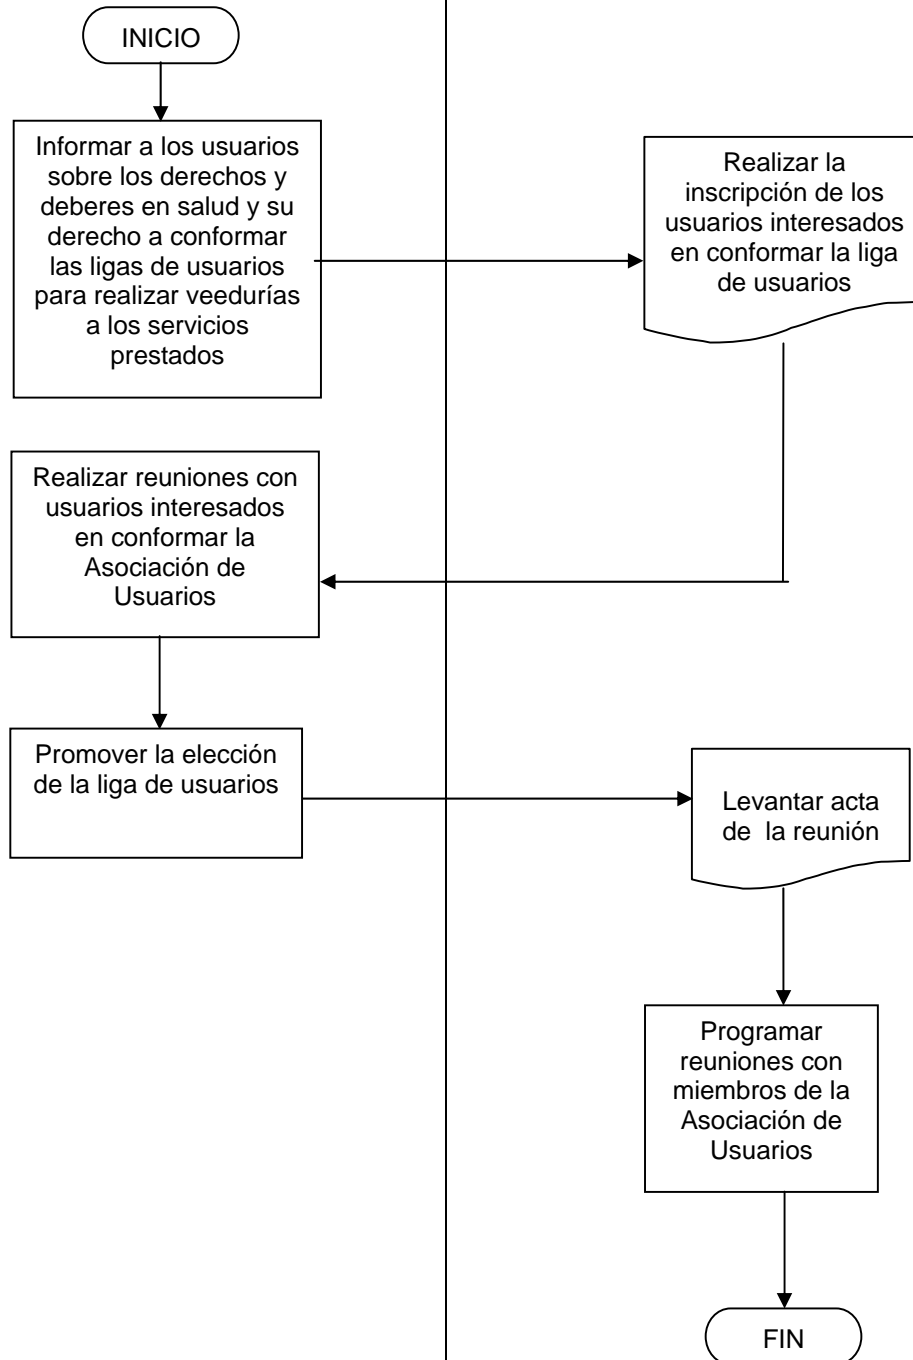 INICIO
Informar a los usuarios
sobre los derechos y
deberes en salud y su
derecho a conformar
las ligas de usuarios
para realizar veedurías
a los servicios
prestados
Realizar la
inscripción de los
usuarios interesados
en conformar la liga
de usuarios
Realizar reuniones con
usuarios interesados
en conformar la
Asociación de
Usuarios
Promover la elección
de la liga de usuarios
Levantar acta
de la reunión
Programar
reuniones con
miembros de la
Asociación de
Usuarios
FIN